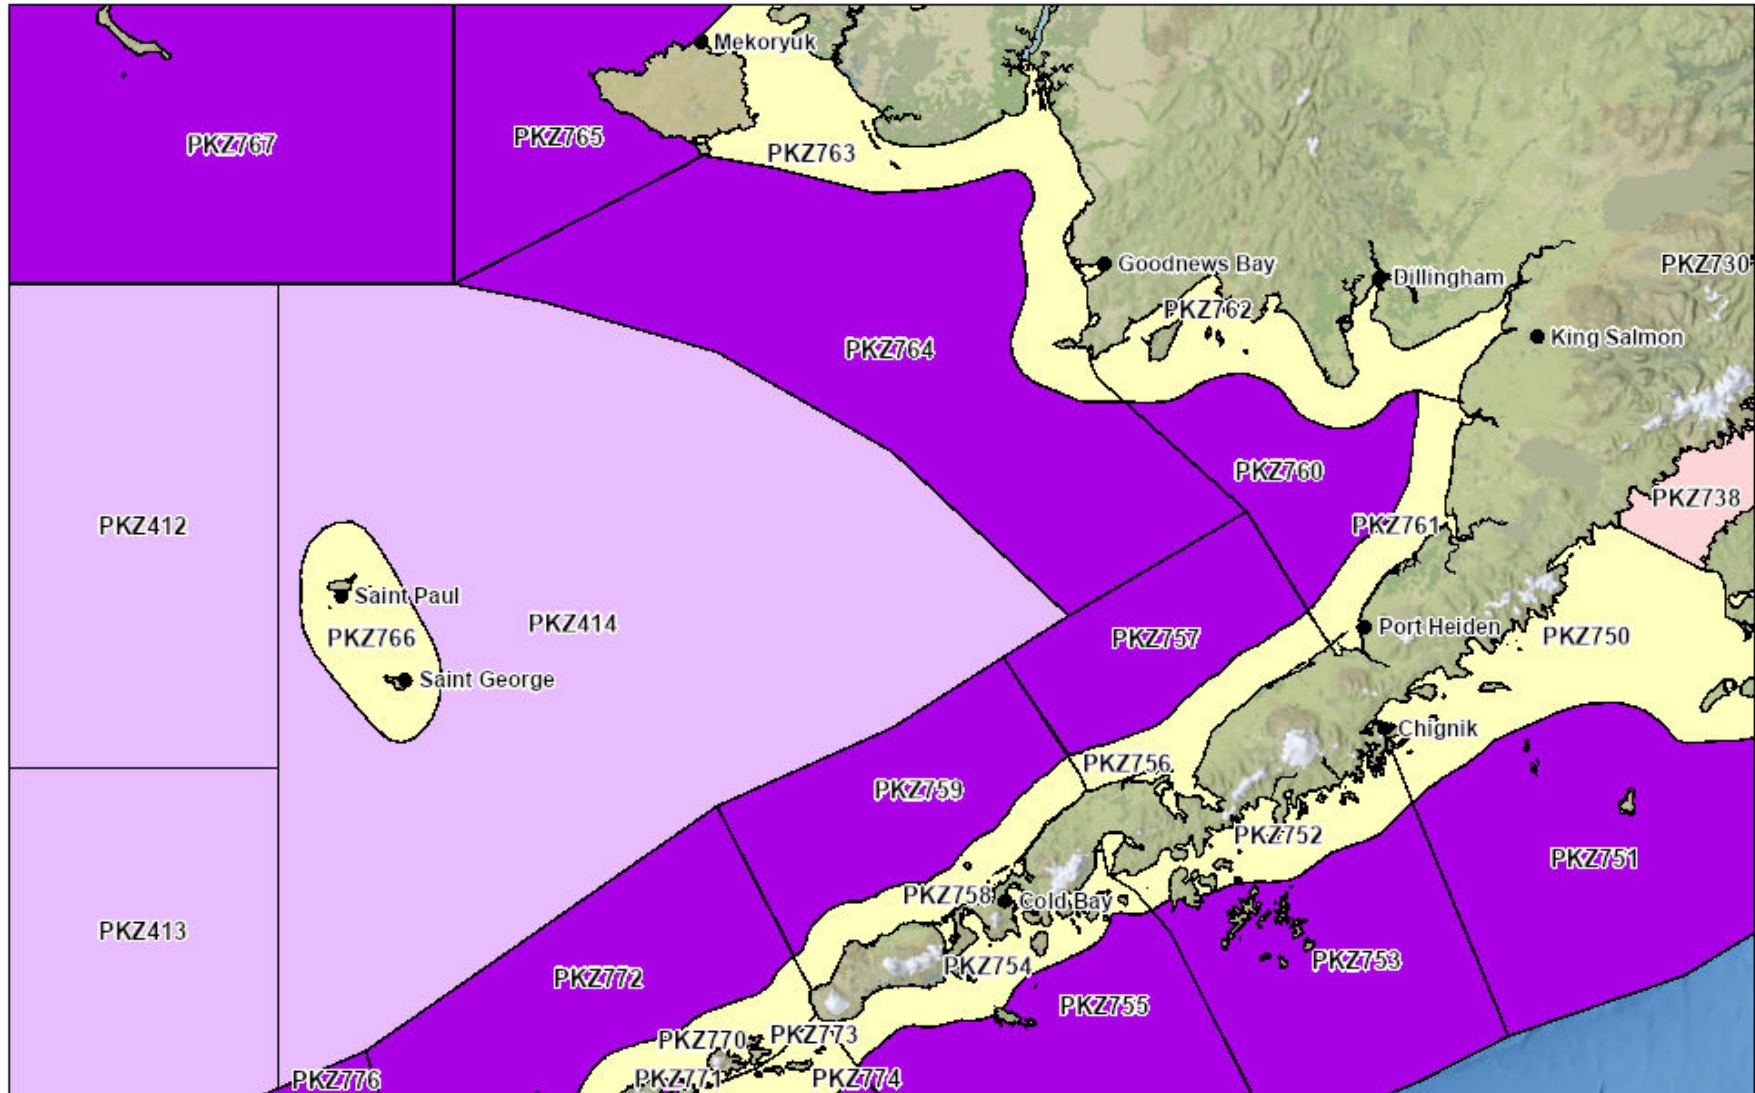 Mekoryuk
PKZ767
PKZ765
PKZ763
Goodnews Bay
Dillingham
PKZ730
PKZ762
King Salmon
PKZ764
PKZ760
PKZ738
PKZ412
PKZ761
Saint Paul
PKZ414
PKZ766
PKZ757
Port Heiden
PKZ750
Saint George
Chignik
PKZ756
PKZ759
PKZ752
PKZ751
PKZ758
Cold Bay
PKZ413
PKZ754
PKZ753
PKZ772
PKZ755
PKZ770
PKZ773
PKZ776
PKZ771
PKZ774